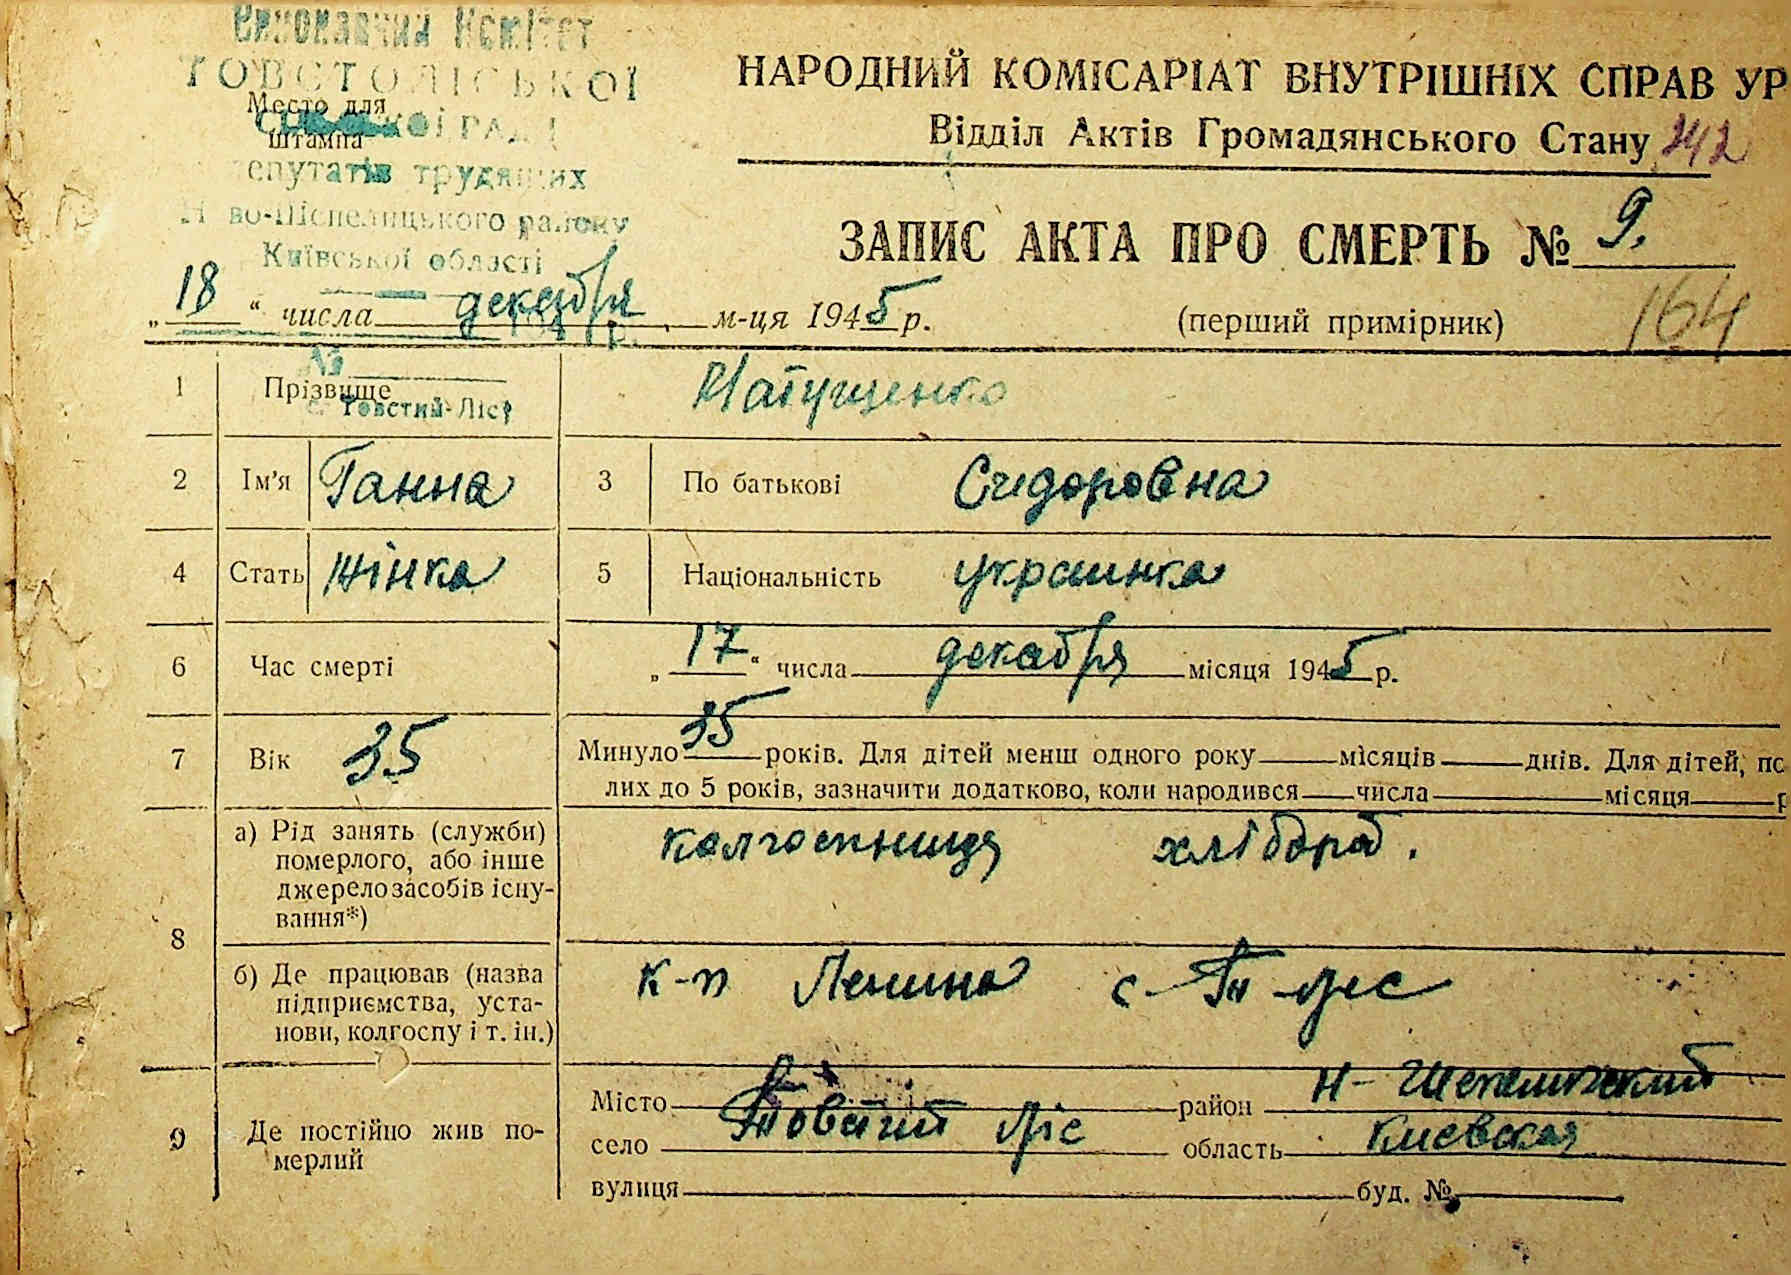 Виконавчий Комітет
ТОВСТОЛІСЬКОЇ
Место для
штампа
депутатів трудящих
Київської області
с. Товстий-Ліс
НАРОДНИЙ КОМІСАРІАТ ВНУТРІШНІХ СПРАВ УР
Відділ Актів Громадянського Стану 242
ЗАПИС АКТА ПРО СМЕРТЬ № 9.
„18“ числа декабря м-ця 1945 р.
(перший примірник) 164
1 Прізвище
2 Ім'я Ганна 3 По батькові Сидоровна
4 Стать жінка 5 Національність украинка
6 Час смерті „17“ числа декабря місяця 1945 р.
7 Вік 35 Минуло 35 років. Для дітей менш одного року місяців днів. Для дітей, по
лих до 5 років, зазначити додатково, коли народився числа місяця р
8 а) Рід занять (служби)
померлого, або інше
джерело засобів існу-
вання*)
колгоспниця хлібороб.
б) Де працював (назва
підприємства, уста-
нови, колгоспу і т. ін.)
к-п Ленина с-Т-Ліс
9 Де постійно жив по-
мерлий
Місто район Н-Шепелический
село Товстий Ліс область Киевская
вулиця буд. №